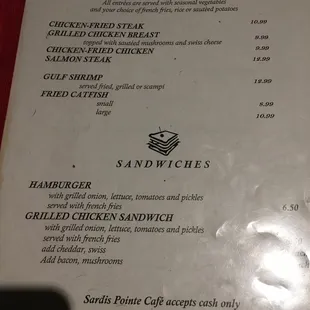 All entrées are served with seasonal vegetables
and your choice of french fries, rice or sauteed potatoes
CHICKEN-FRIED STEAK 10.99
GRILLED CHICKEN BREAST 9.99
topped with sauteed mushrooms and swiss cheese
CHICKEN-FRIED CHICKEN 9.99
SALMON STEAK 12.99
GULF SHRIMP 12.99
served fried, grilled or scampi
FRIED CATFISH
small 8.99
large 10.99
SANDWICHES
HAMBURGER
with grilled onion, lettuce, tomatoes and pickles
served with french fries 6.50
GRILLED CHICKEN SANDWICH
with grilled onion, lettuce, tomatoes and pickles
served with french fries
add cheddar, swiss
Add bacon, mushrooms
Sardis Pointe Café accepts cash only